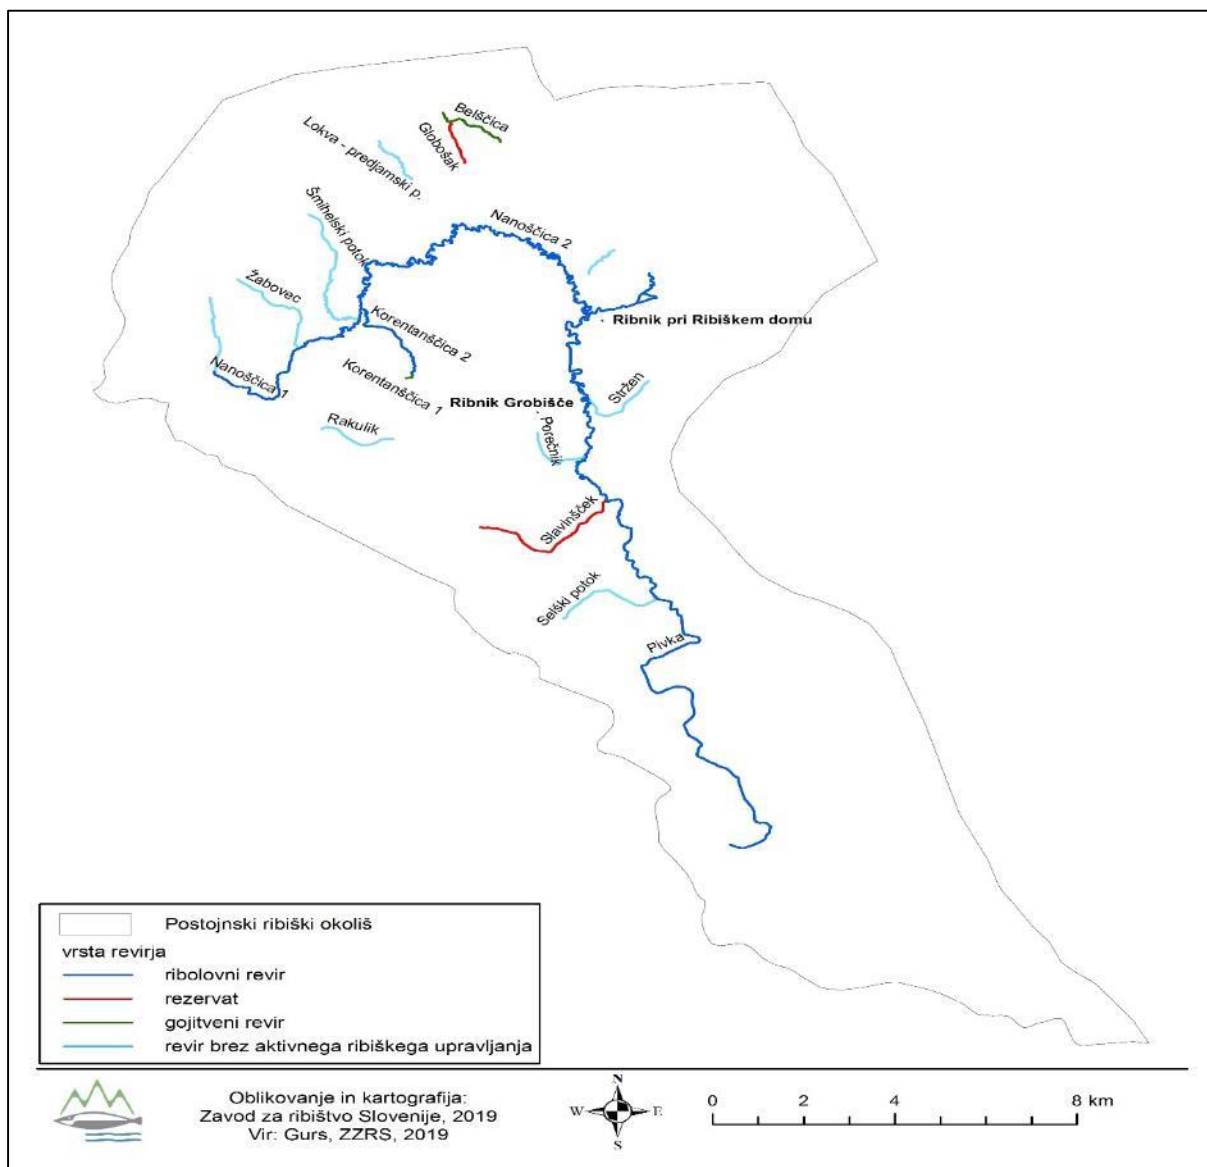 Belščica
Globošak
Lokva - predjamski p.
Šmihelski potok
Nanoščica 2
Žabovec
Korentanščica 2
Ribnik pri Ribiškem domu
Nanoščica 1
Korentanščica 1
Stržen
Ribnik Grobišče
Rakulik
Porečnik
Slavinšček
Selški potok
Pivka
Postojnski ribiški okoliš
vrsta revirja
ribolovni revir
rezervat
gojitveni revir
revir brez aktivnega ribiškega upravljanja
Oblikovanje in kartografija:
Zavod za ribištvo Slovenije, 2019
Vir: Gurs, ZZRS, 2019
N
W E
S
0 2 4 8 km